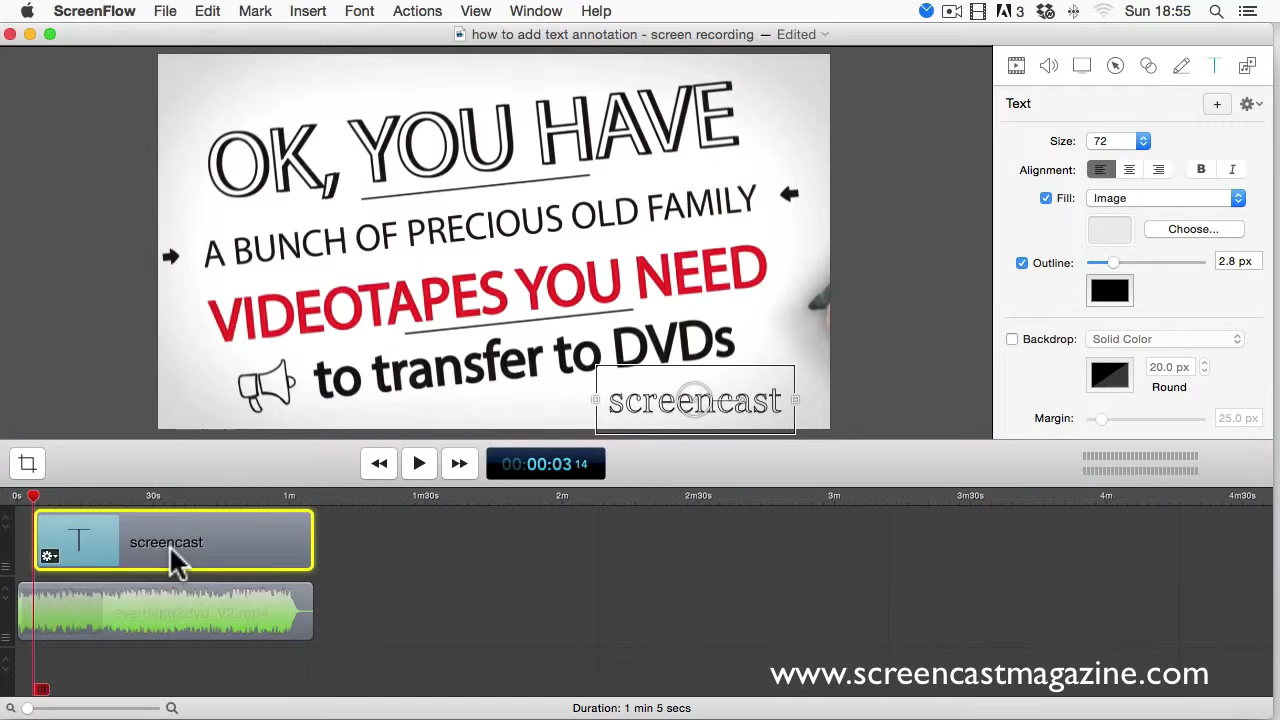 ScreenFlow File Edit Mark Insert Font Actions View Window Help 3 Sun 18:55
how to add text annotation - screen recording — Edited
OK, YOU HAVE
A BUNCH OF PRECIOUS OLD FAMILY
VIDEOTAPES YOU NEED
to transfer to DVDs
screencast
Text
+
Size: 72
Alignment: B I
Fill: Image
Choose...
Outline: 2.8 px
Backdrop: Solid Color
20.0 px
Round
Margin: 25.0 px
00:00:03 14
0s 30s 1m 1m30s 2m 2m30s 3m 3m30s 4m 4m30s
T screencast
www.screencastmagazine.com
Duration: 1 min 5 secs